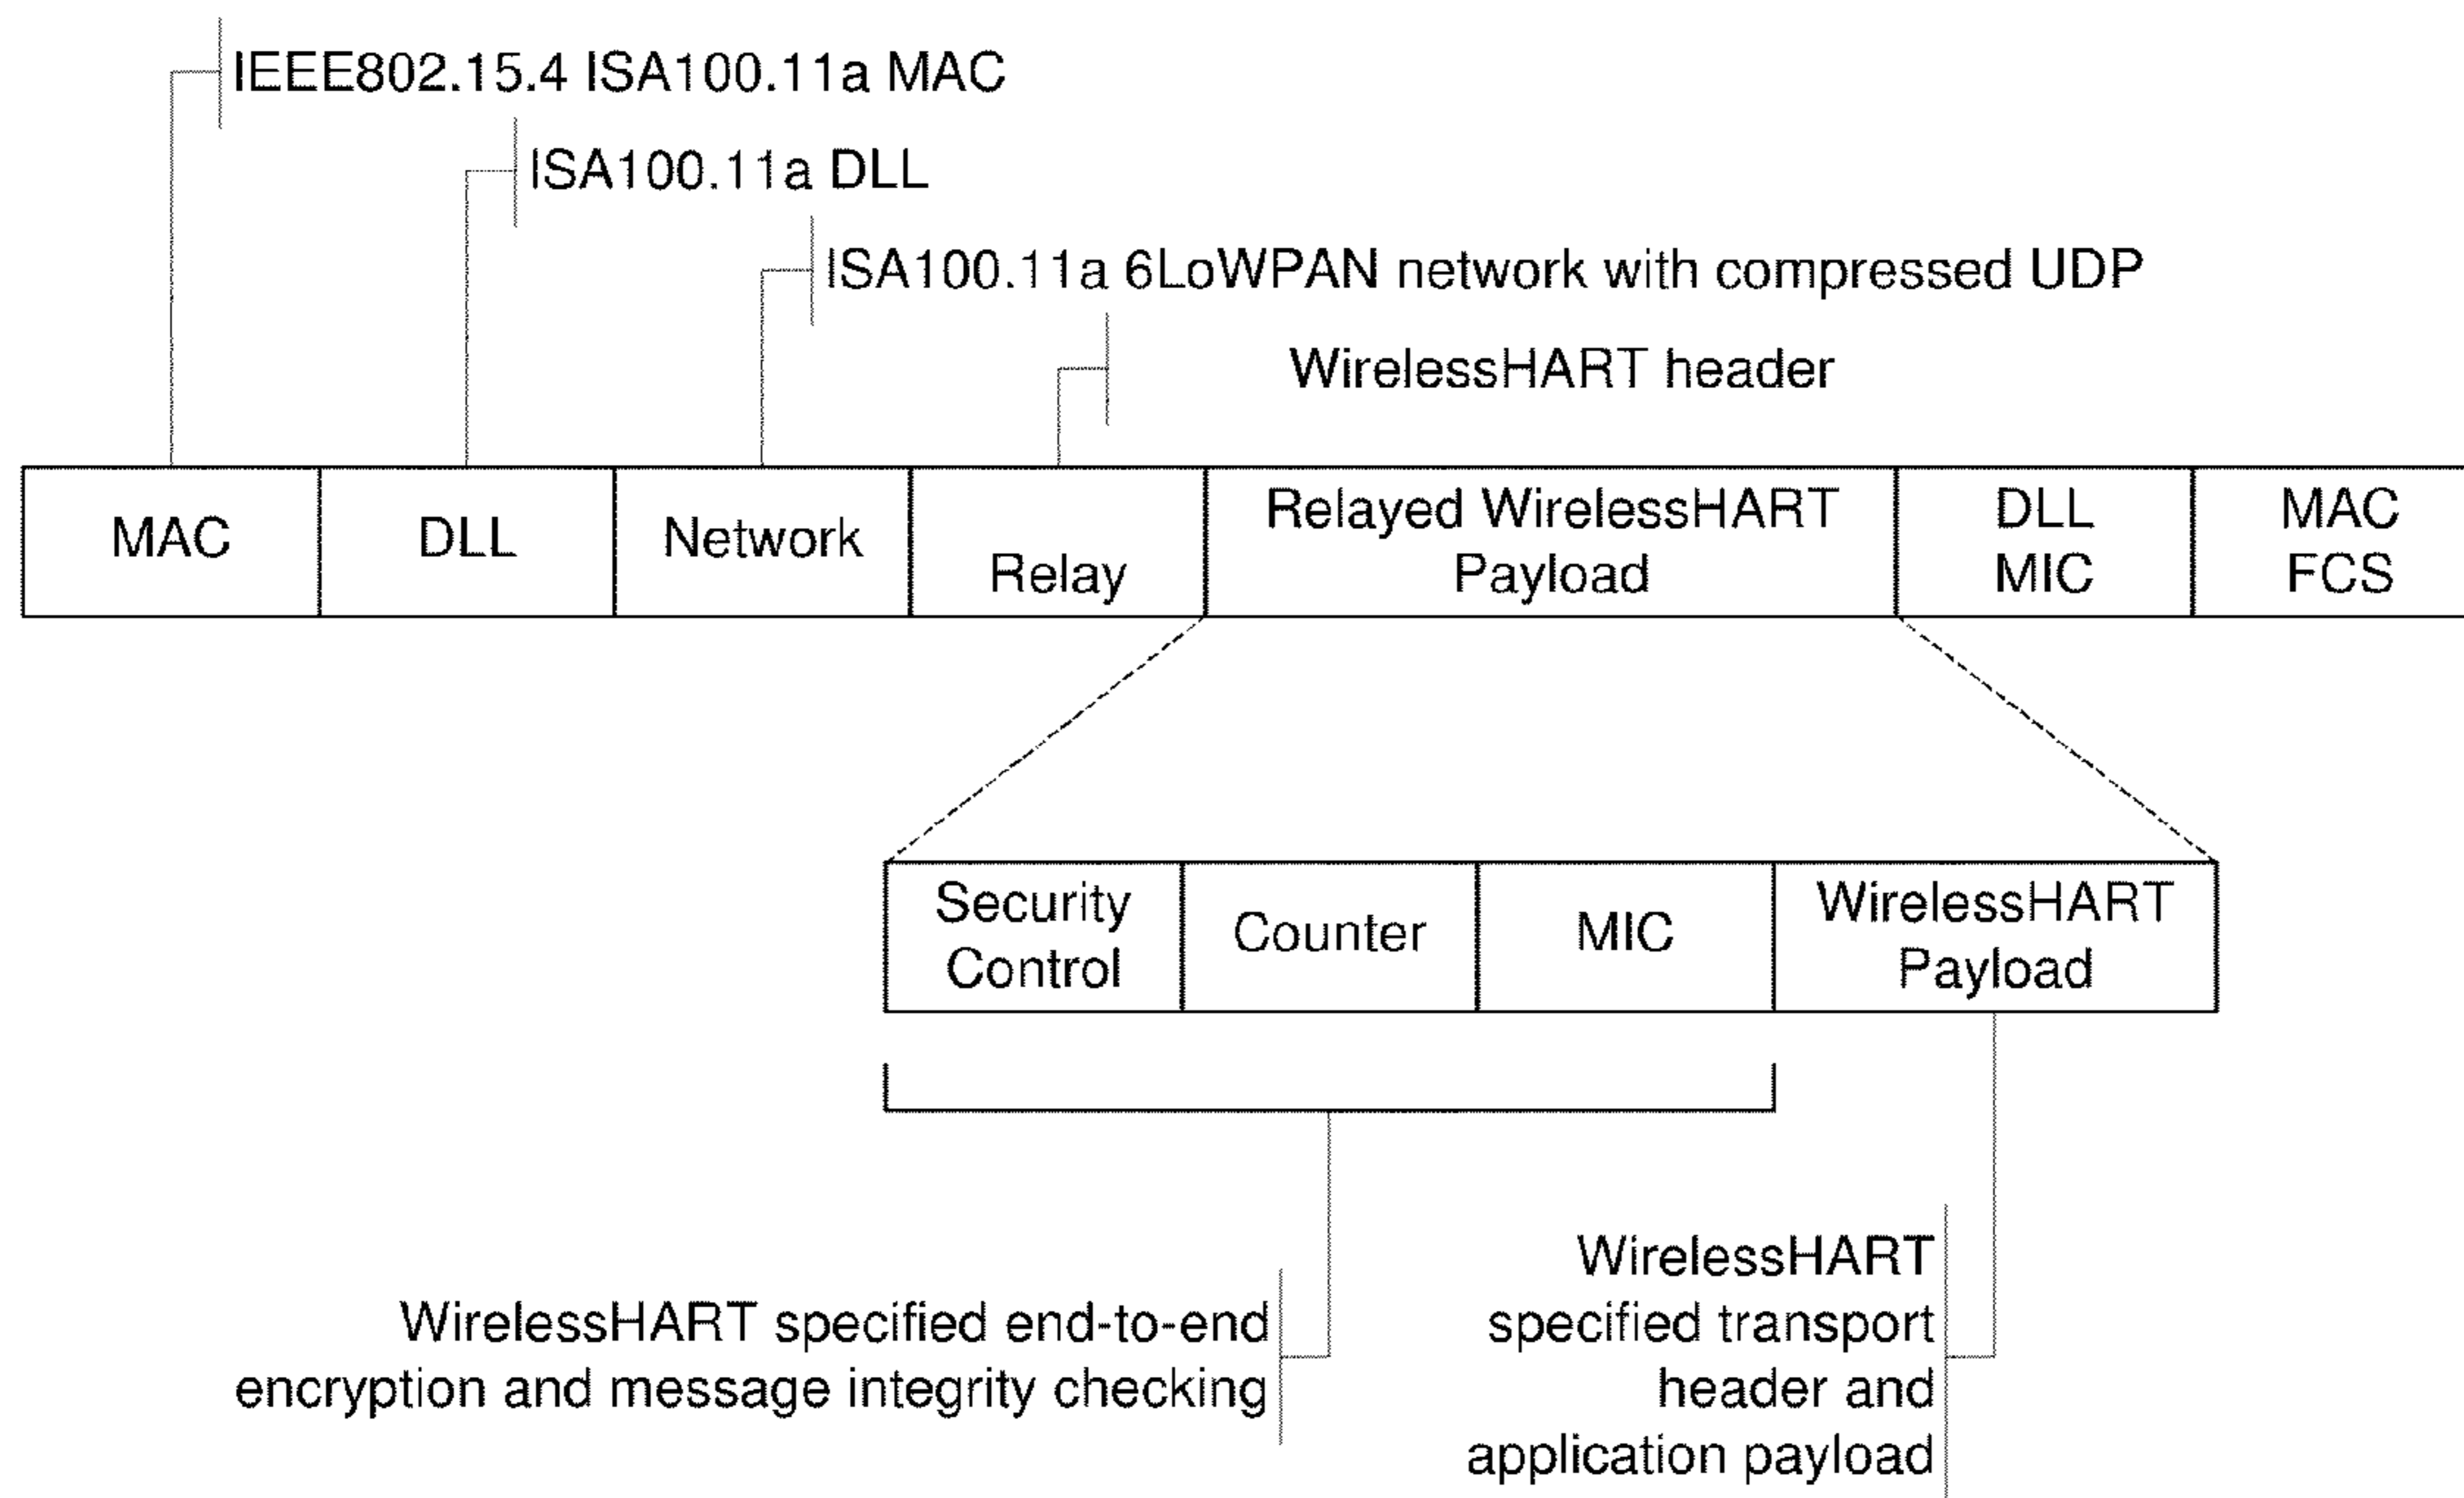 IEEE802.15.4 ISA100.11a MAC
ISA100.11a DLL
ISA100.11a 6LoWPAN network with compressed UDP
WirelessHART header
MAC
DLL
Network
Relay
Relayed WirelessHART
Payload
DLL
MIC
MAC
FCS
Security
Control
Counter
MIC
WirelessHART
Payload
WirelessHART specified end-to-end
encryption and message integrity checking
WirelessHART
specified transport
header and
application payload